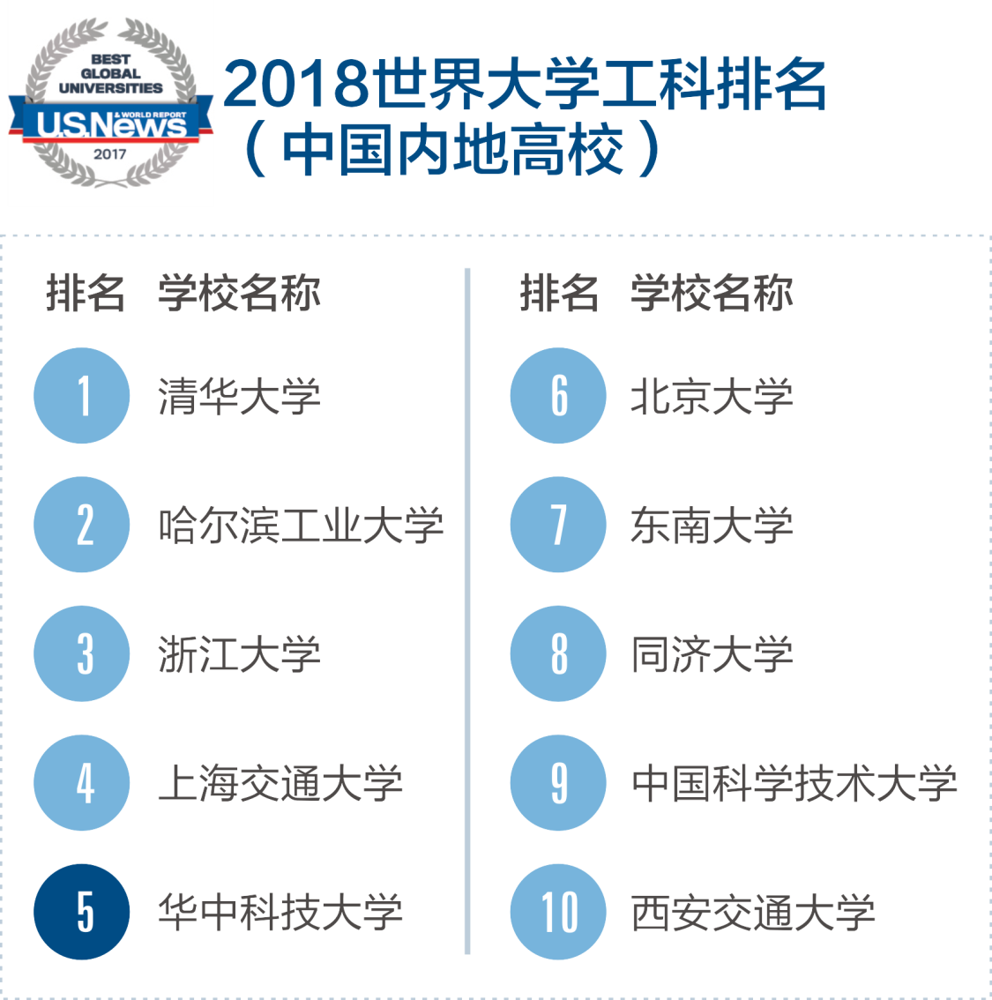 BEST
GLOBAL
UNIVERSITIES
U.S.News & WORLD REPORT
2017
2018世界大学工科排名
（中国内地高校）
排名 学校名称
1 清华大学
2 哈尔滨工业大学
3 浙江大学
4 上海交通大学
5 华中科技大学
排名 学校名称
6 北京大学
7 东南大学
8 同济大学
9 中国科学技术大学
10 西安交通大学